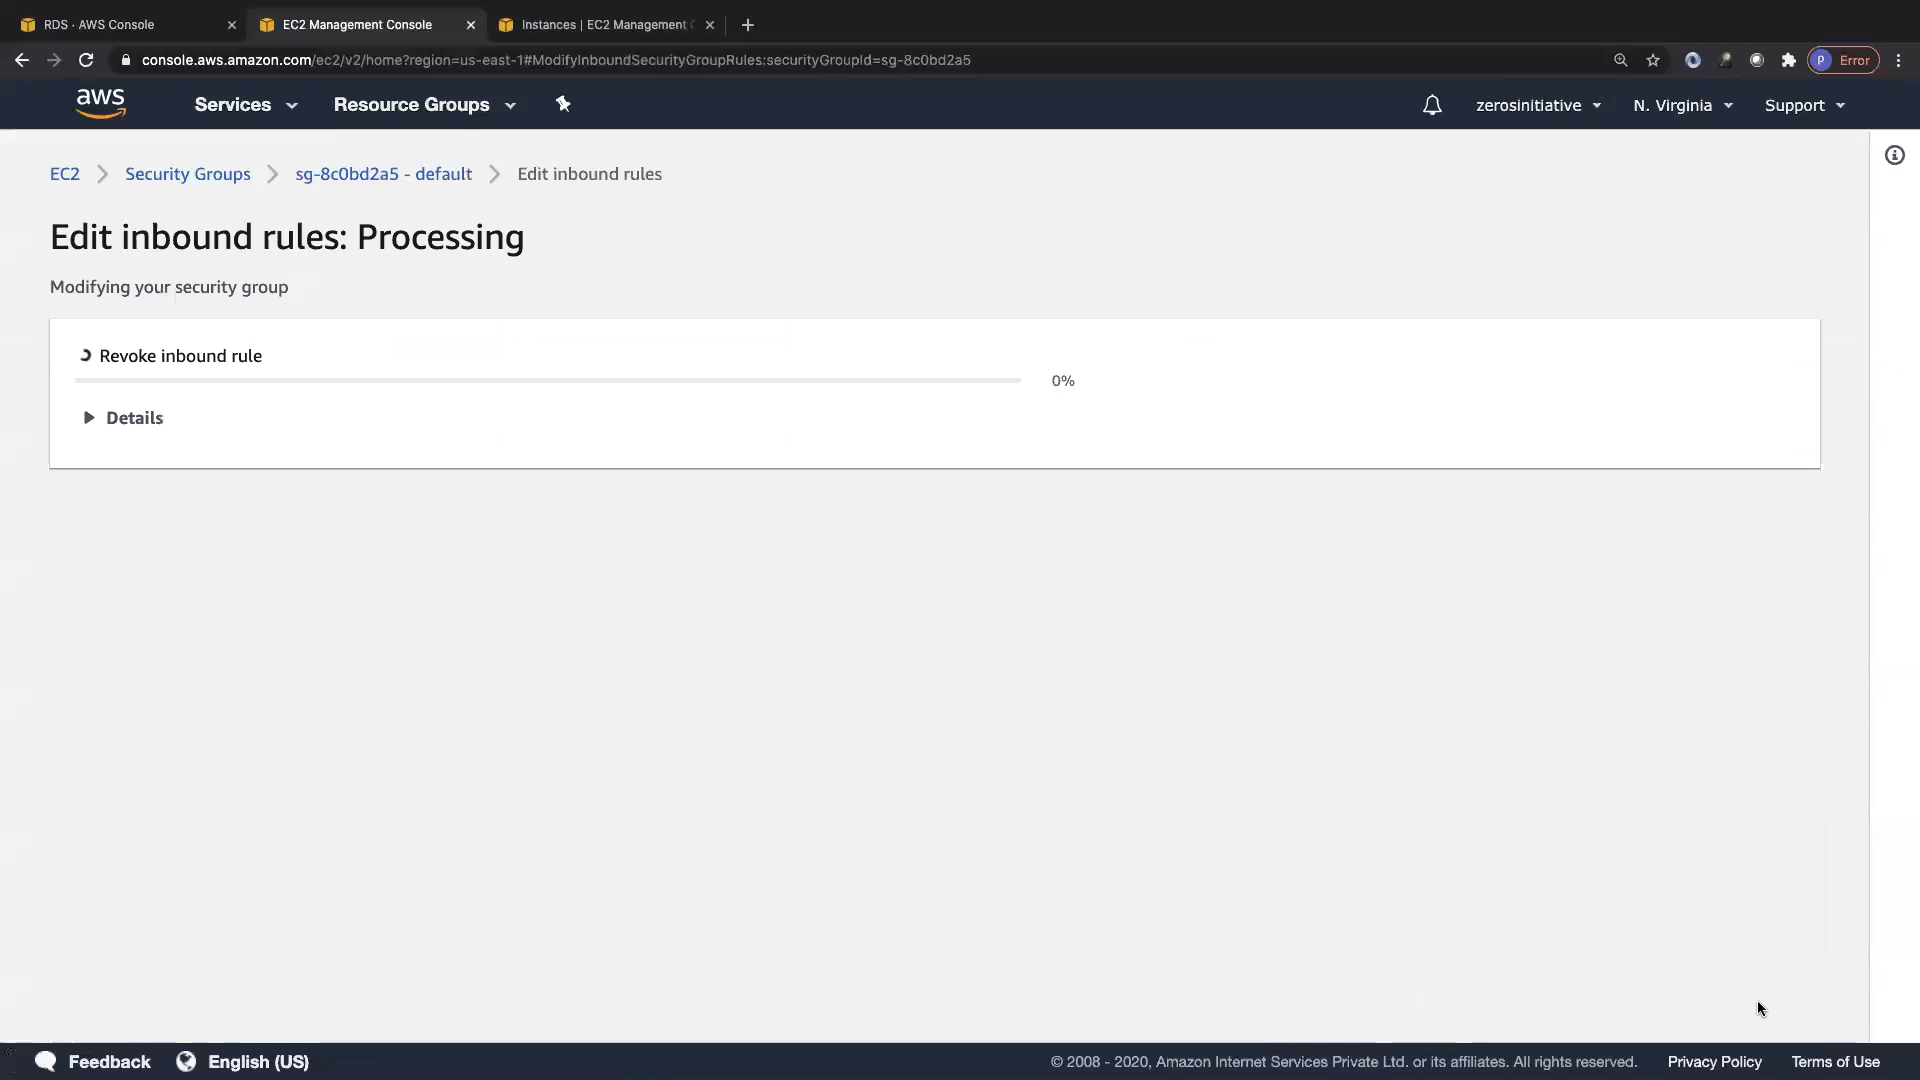 RDS · AWS Console
EC2 Management Console
Instances | EC2 Management
console.aws.amazon.com/ec2/v2/home?region=us-east-1#ModifyInboundSecurityGroupRules:securityGroupId=sg-8c0bd2a5
P Error
aws
Services
Resource Groups
zerosinitiative
N. Virginia
Support
EC2
Security Groups
sg-8c0bd2a5 - default
Edit inbound rules
Edit inbound rules: Processing
Modifying your security group
Revoke inbound rule
0%
Details
Feedback
English (US)
© 2008 - 2020, Amazon Internet Services Private Ltd. or its affiliates. All rights reserved.
Privacy Policy
Terms of Use